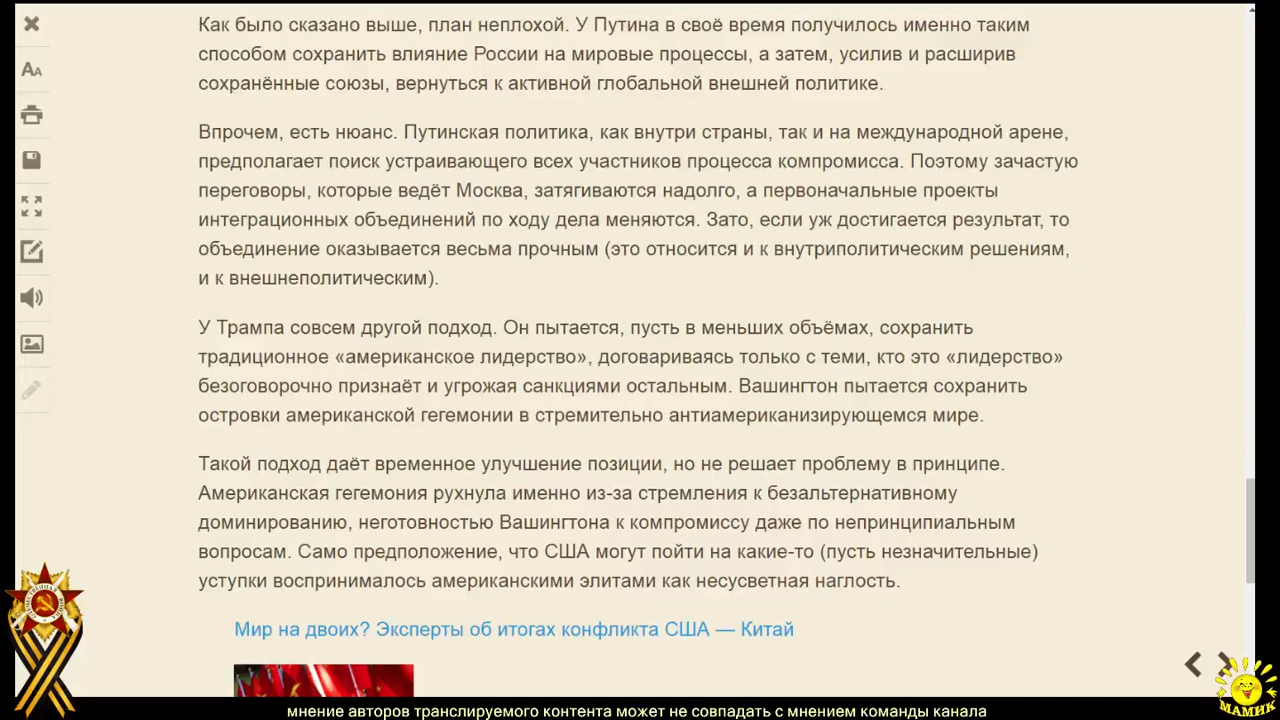 Как было сказано выше, план неплохой. У Путина в своё время получилось именно таким
способом сохранить влияние России на мировые процессы, а затем, усилив и расширив
сохранённые союзы, вернуться к активной глобальной внешней политике.
Впрочем, есть нюанс. Путинская политика, как внутри страны, так и на международной арене,
предполагает поиск устраивающего всех участников процесса компромисса. Поэтому зачастую
переговоры, которые ведёт Москва, затягиваются надолго, а первоначальные проекты
интеграционных объединений по ходу дела меняются. Зато, если уж достигается результат, то
объединение оказывается весьма прочным (это относится и к внутриполитическим решениям,
и к внешнеполитическим).
У Трампа совсем другой подход. Он пытается, пусть в меньших объёмах, сохранить
традиционное «американское лидерство», договариваясь только с теми, кто это «лидерство»
безоговорочно признаёт и угрожая санкциями остальным. Вашингтон пытается сохранить
островки американской гегемонии в стремительно антиамериканизирующемся мире.
Такой подход даёт временное улучшение позиции, но не решает проблему в принципе.
Американская гегемония рухнула именно из-за стремления к безальтернативному
доминированию, неготовностью Вашингтона к компромиссу даже по непринципиальным
вопросам. Само предположение, что США могут пойти на какие-то (пусть незначительные)
уступки воспринималось американскими элитами как несусветная наглость.
Мир на двоих? Эксперты об итогах конфликта США — Китай
МАМИК
мнение авторов транслируемого контента может не совпадать с мнением команды канала